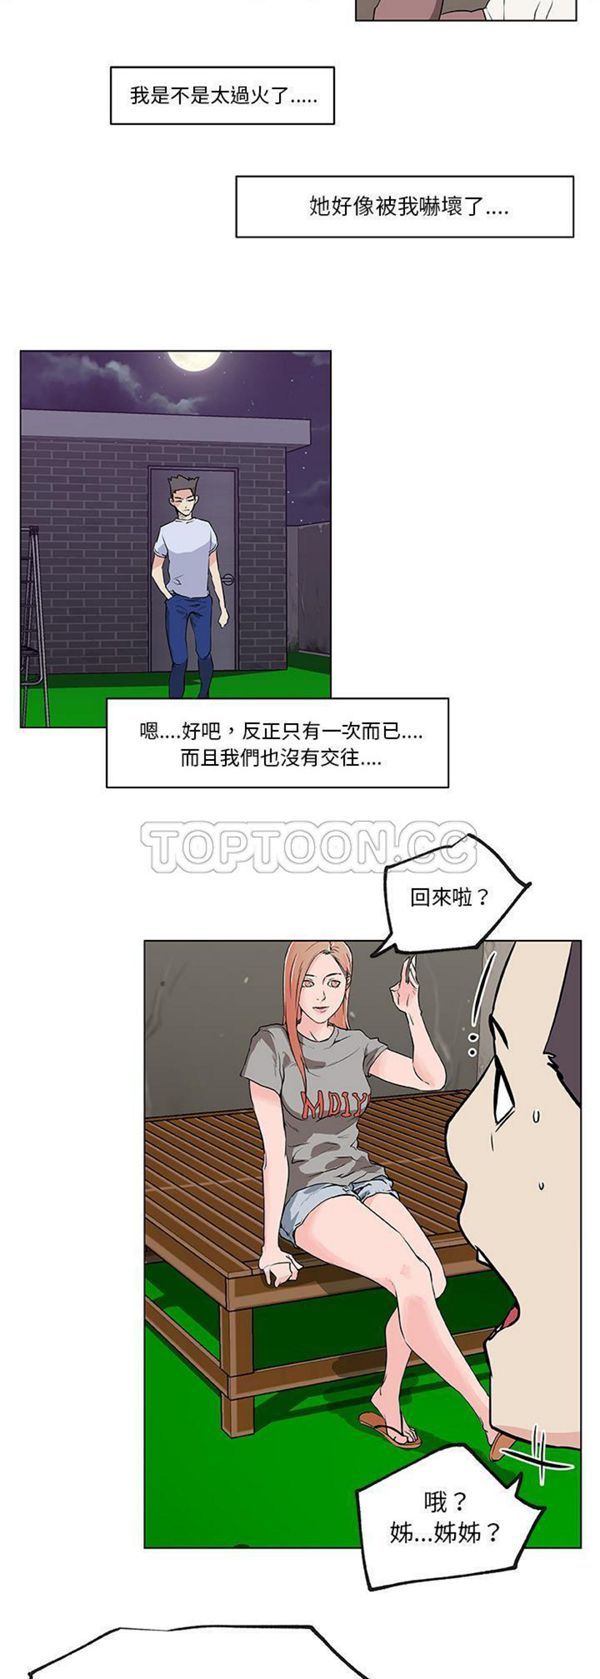 我是不是太過火了.....
她好像被我嚇壞了....
嗯....好吧，反正只有一次而已....
而且我們也沒有交往....
TOPTOON.CC
回來啦？
MDIY
哦？
姊...姊姊？